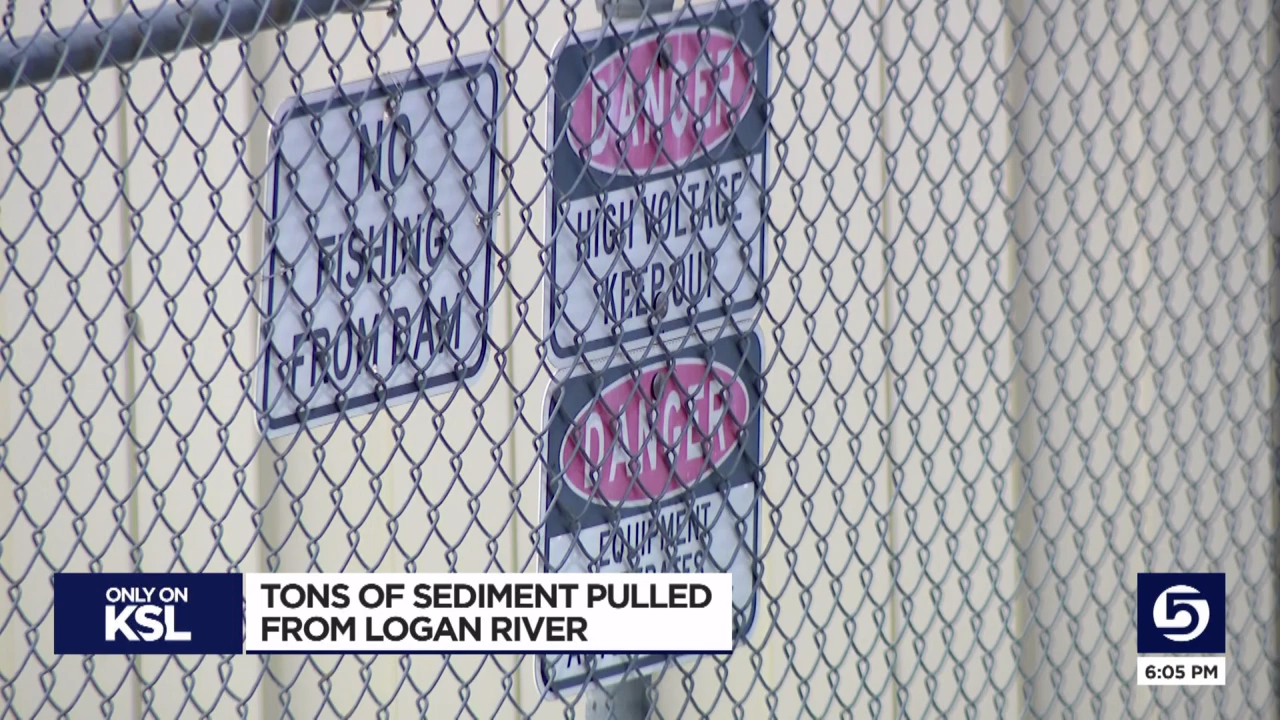 NO
FISHING
FROM DAM
DANGER
HIGH VOLTAGE
KEEP OUT
DANGER
EQUIPMENT
ONLY ON
KSL
TONS OF SEDIMENT PULLED
FROM LOGAN RIVER
5
6:05 PM